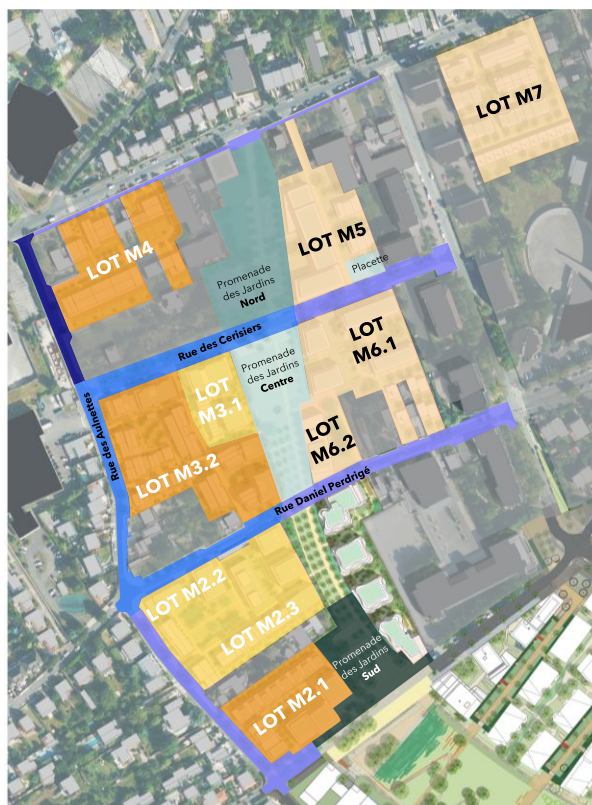 LOT M7
LOT M4
LOT M5
Promenade
des Jardins
Nord
Placette
Rue des Cerisiers
LOT
M6.1
Promenade
des Jardins
Centre
LOT
M3.1
Rue des Aulnettes
LOT
M6.2
LOT M3.2
Rue Daniel Perdrigé
LOT M2.2
LOT M2.3
Promenade
des Jardins
Sud
LOT M2.1